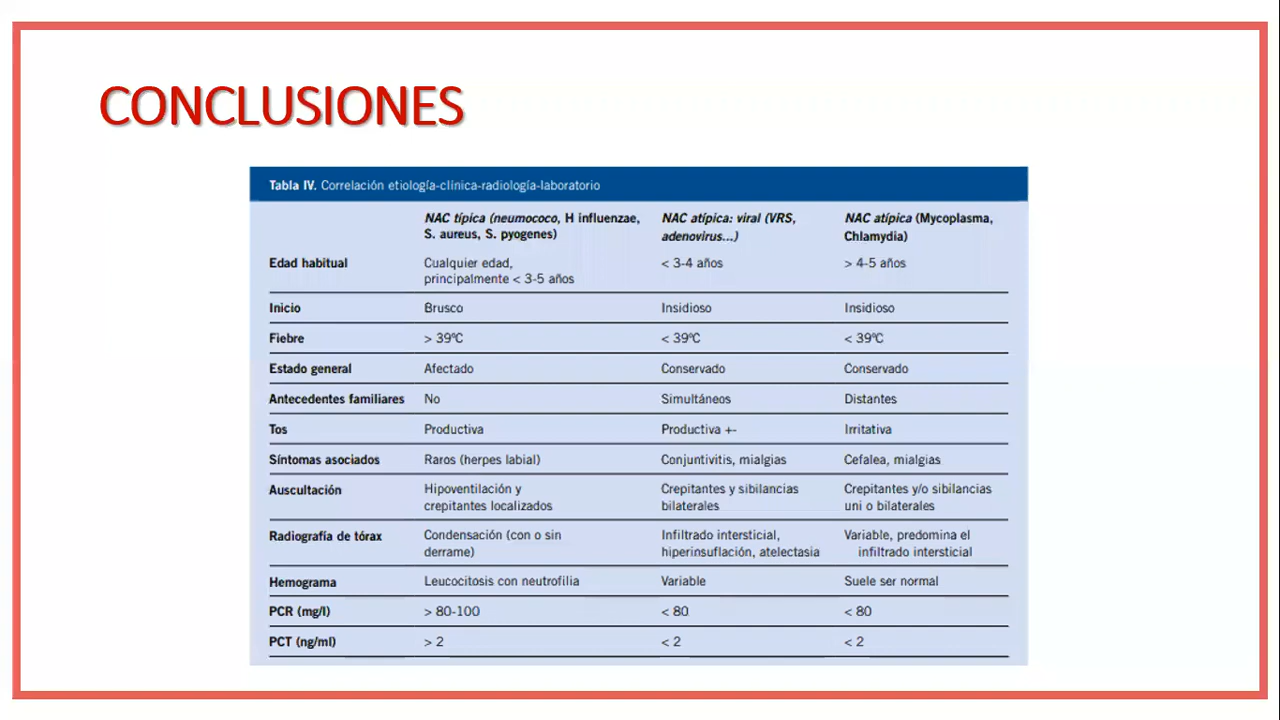 CONCLUSIONES
Tabla IV. Correlación etiología-clínica-radiología-laboratorio
NAC típica (neumococo, H influenzae, S. aureus, S. pyogenes) NAC atípica: viral (VRS, adenovirus...) NAC atípica (Mycoplasma, Chlamydia)
Edad habitual Cualquier edad, principalmente < 3-5 años < 3-4 años > 4-5 años
Inicio Brusco Insidioso Insidioso
Fiebre > 39ºC < 39ºC < 39ºC
Estado general Afectado Conservado Conservado
Antecedentes familiares No Simultáneos Distantes
Tos Productiva Productiva +- Irritativa
Síntomas asociados Raros (herpes labial) Conjuntivitis, mialgias Cefalea, mialgias
Auscultación Hipoventilación y crepitantes localizados Crepitantes y sibilancias bilaterales Crepitantes y/o sibilancias uni o bilaterales
Radiografía de tórax Condensación (con o sin derrame) Infiltrado intersticial, hiperinsuflación, atelectasia Variable, predomina el infiltrado intersticial
Hemograma Leucocitosis con neutrofilia Variable Suele ser normal
PCR (mg/l) > 80-100 < 80 < 80
PCT (ng/ml) > 2 < 2 < 2